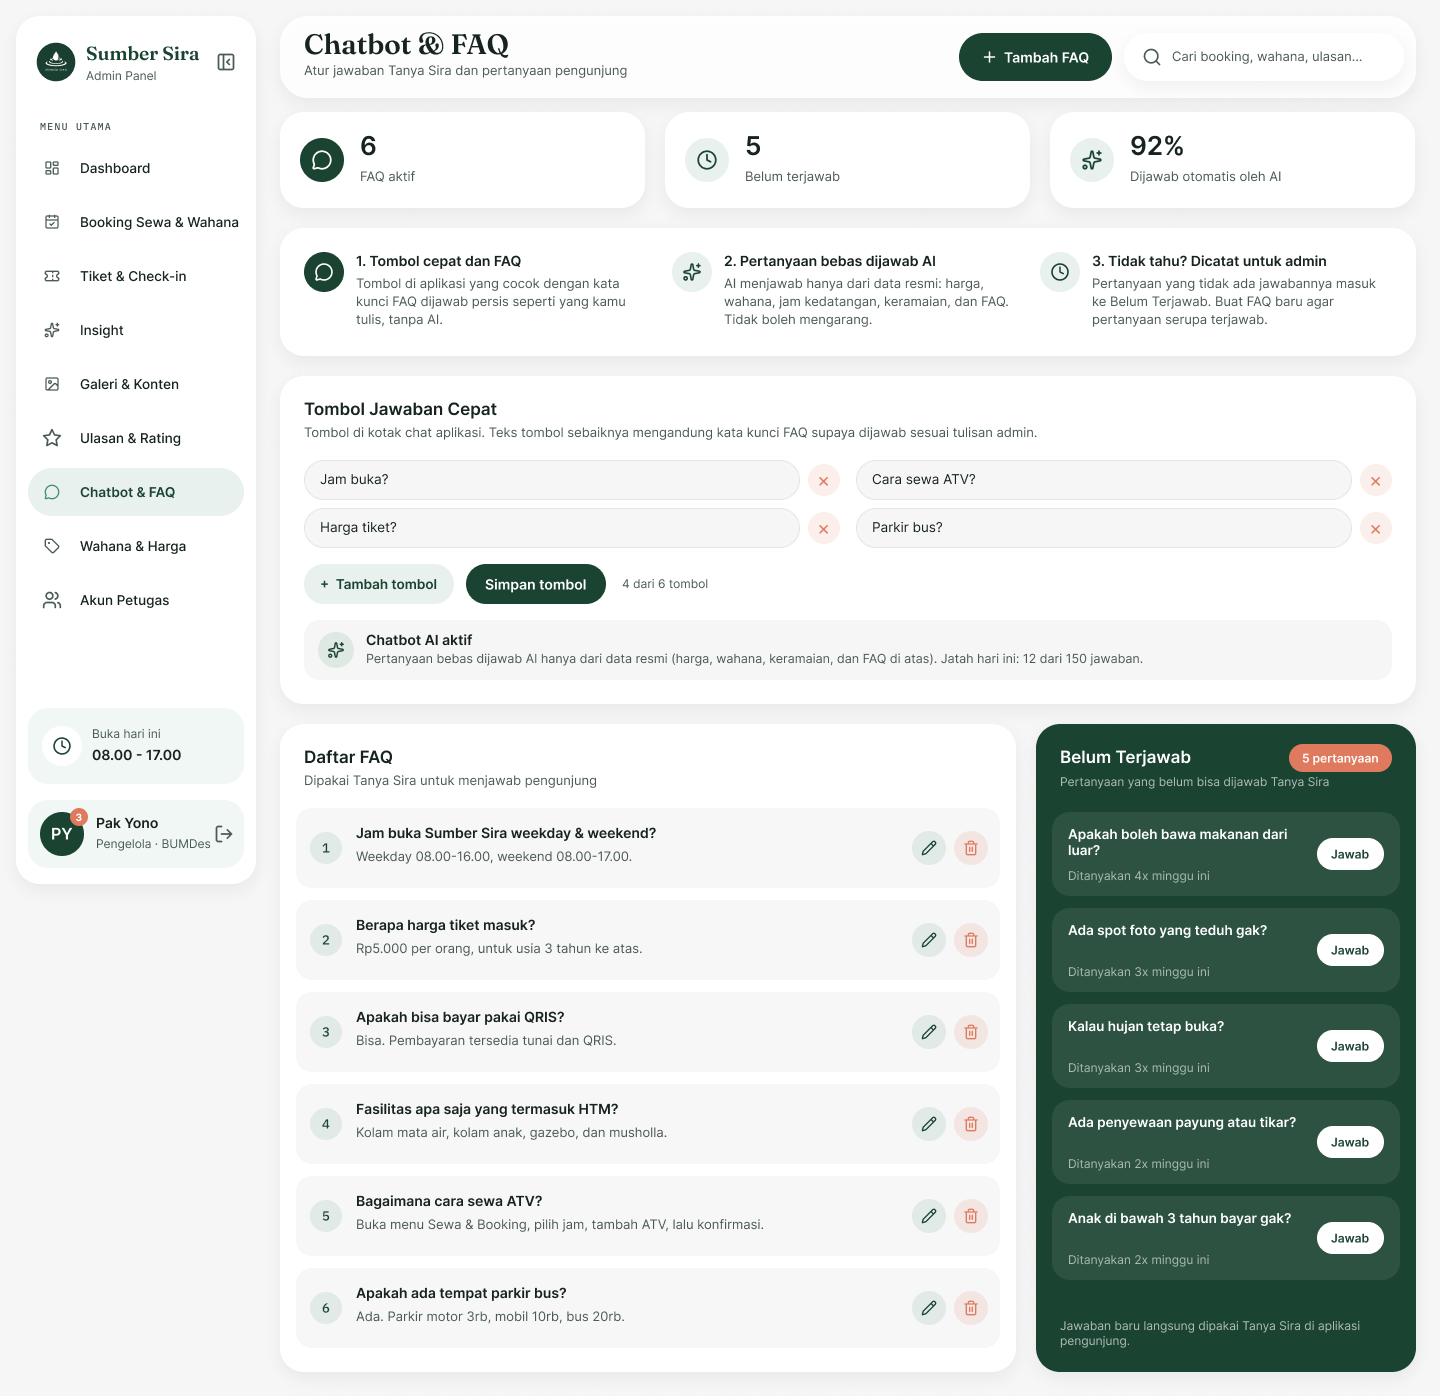 Sumber Sira
Admin Panel
MENU UTAMA
Dashboard
Booking Sewa & Wahana
Tiket & Check-in
Insight
Galeri & Konten
Ulasan & Rating
Chatbot & FAQ
Wahana & Harga
Akun Petugas
Buka hari ini
08.00 - 17.00
PY
3
Pak Yono
Pengelola · BUMDes
Chatbot & FAQ
Atur jawaban Tanya Sira dan pertanyaan pengunjung
+ Tambah FAQ
Cari booking, wahana, ulasan...
6
FAQ aktif
5
Belum terjawab
92%
Dijawab otomatis oleh AI
1. Tombol cepat dan FAQ
Tombol di aplikasi yang cocok dengan kata
kunci FAQ dijawab persis seperti yang kamu
tulis, tanpa AI.
2. Pertanyaan bebas dijawab AI
AI menjawab hanya dari data resmi: harga,
wahana, jam kedatangan, keramaian, dan FAQ.
Tidak boleh mengarang.
3. Tidak tahu? Dicatat untuk admin
Pertanyaan yang tidak ada jawabannya masuk
ke Belum Terjawab. Buat FAQ baru agar
pertanyaan serupa terjawab.
Tombol Jawaban Cepat
Tombol di kotak chat aplikasi. Teks tombol sebaiknya mengandung kata kunci FAQ supaya dijawab sesuai tulisan admin.
Jam buka?
Cara sewa ATV?
Harga tiket?
Parkir bus?
+ Tambah tombol
Simpan tombol
4 dari 6 tombol
Chatbot AI aktif
Pertanyaan bebas dijawab AI hanya dari data resmi (harga, wahana, keramaian, dan FAQ di atas). Jatah hari ini: 12 dari 150 jawaban.
Daftar FAQ
Dipakai Tanya Sira untuk menjawab pengunjung
1
Jam buka Sumber Sira weekday & weekend?
Weekday 08.00-16.00, weekend 08.00-17.00.
2
Berapa harga tiket masuk?
Rp5.000 per orang, untuk usia 3 tahun ke atas.
3
Apakah bisa bayar pakai QRIS?
Bisa. Pembayaran tersedia tunai dan QRIS.
4
Fasilitas apa saja yang termasuk HTM?
Kolam mata air, kolam anak, gazebo, dan musholla.
5
Bagaimana cara sewa ATV?
Buka menu Sewa & Booking, pilih jam, tambah ATV, lalu konfirmasi.
6
Apakah ada tempat parkir bus?
Ada. Parkir motor 3rb, mobil 10rb, bus 20rb.
Belum Terjawab
5 pertanyaan
Pertanyaan yang belum bisa dijawab Tanya Sira
Apakah boleh bawa makanan dari
luar?
Ditanyakan 4x minggu ini
Jawab
Ada spot foto yang teduh gak?
Ditanyakan 3x minggu ini
Jawab
Kalau hujan tetap buka?
Ditanyakan 3x minggu ini
Jawab
Ada penyewaan payung atau tikar?
Ditanyakan 2x minggu ini
Jawab
Anak di bawah 3 tahun bayar gak?
Ditanyakan 2x minggu ini
Jawab
Jawaban baru langsung dipakai Tanya Sira di aplikasi
pengunjung.